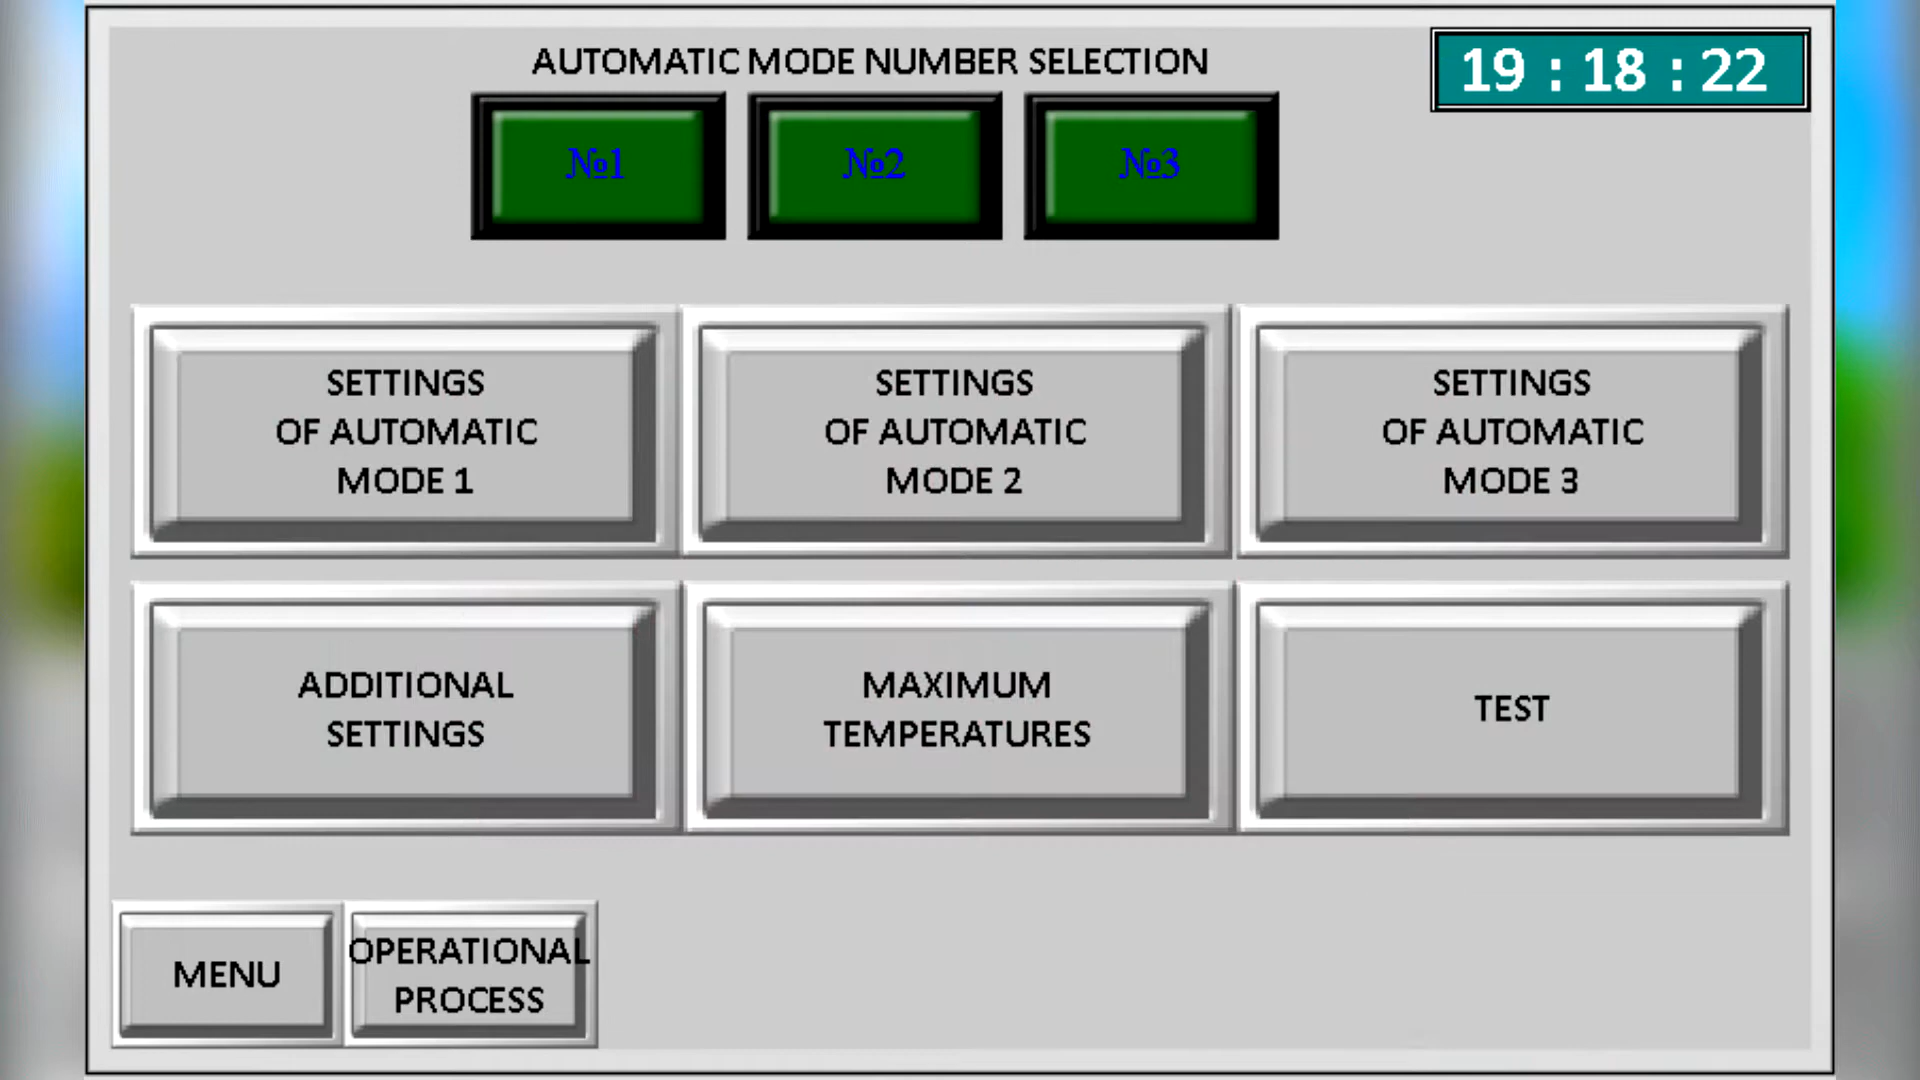 AUTOMATIC MODE NUMBER SELECTION
19 : 18 : 22
№1
№2
№3
SETTINGS
OF AUTOMATIC
MODE 1
SETTINGS
OF AUTOMATIC
MODE 2
SETTINGS
OF AUTOMATIC
MODE 3
ADDITIONAL
SETTINGS
MAXIMUM
TEMPERATURES
TEST
MENU
OPERATIONAL
PROCESS